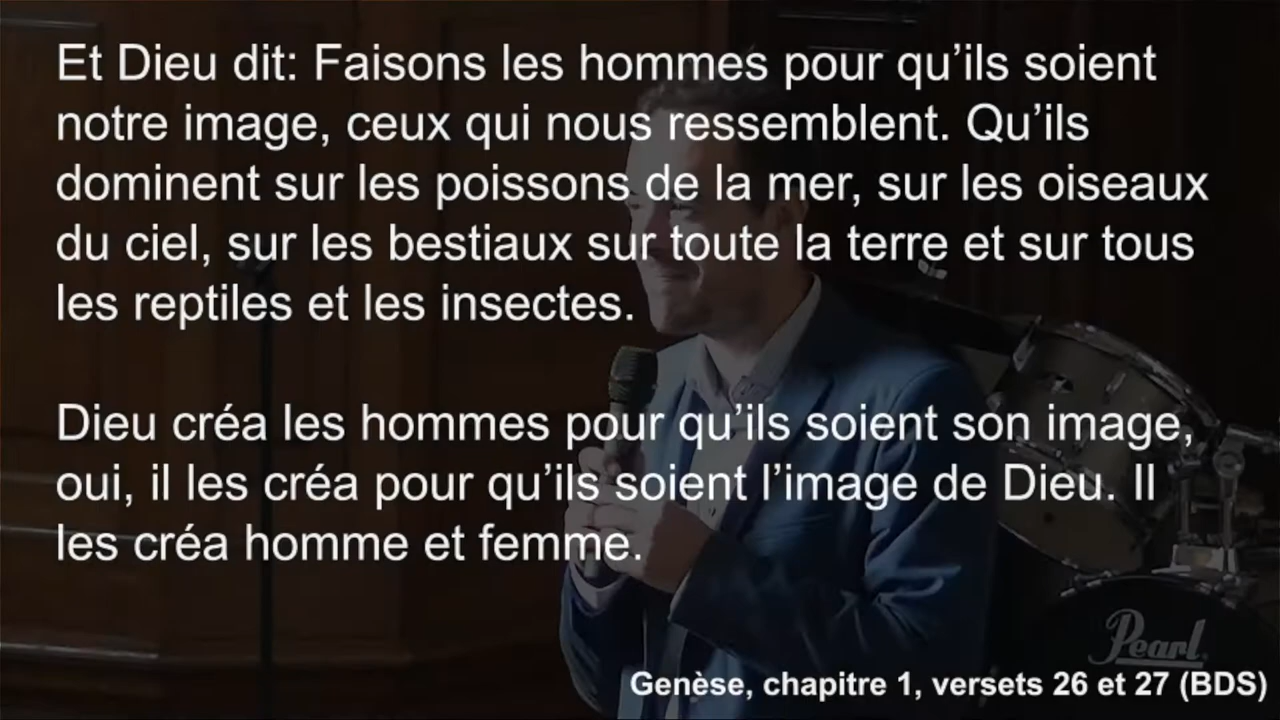 Et Dieu dit: Faisons les hommes pour qu’ils soient
notre image, ceux qui nous ressemblent. Qu’ils
dominent sur les poissons de la mer, sur les oiseaux
du ciel, sur les bestiaux sur toute la terre et sur tous
les reptiles et les insectes.
Dieu créa les hommes pour qu’ils soient son image,
oui, il les créa pour qu’ils soient l’image de Dieu. Il
les créa homme et femme.
Pearl
Genèse, chapitre 1, versets 26 et 27 (BDS)